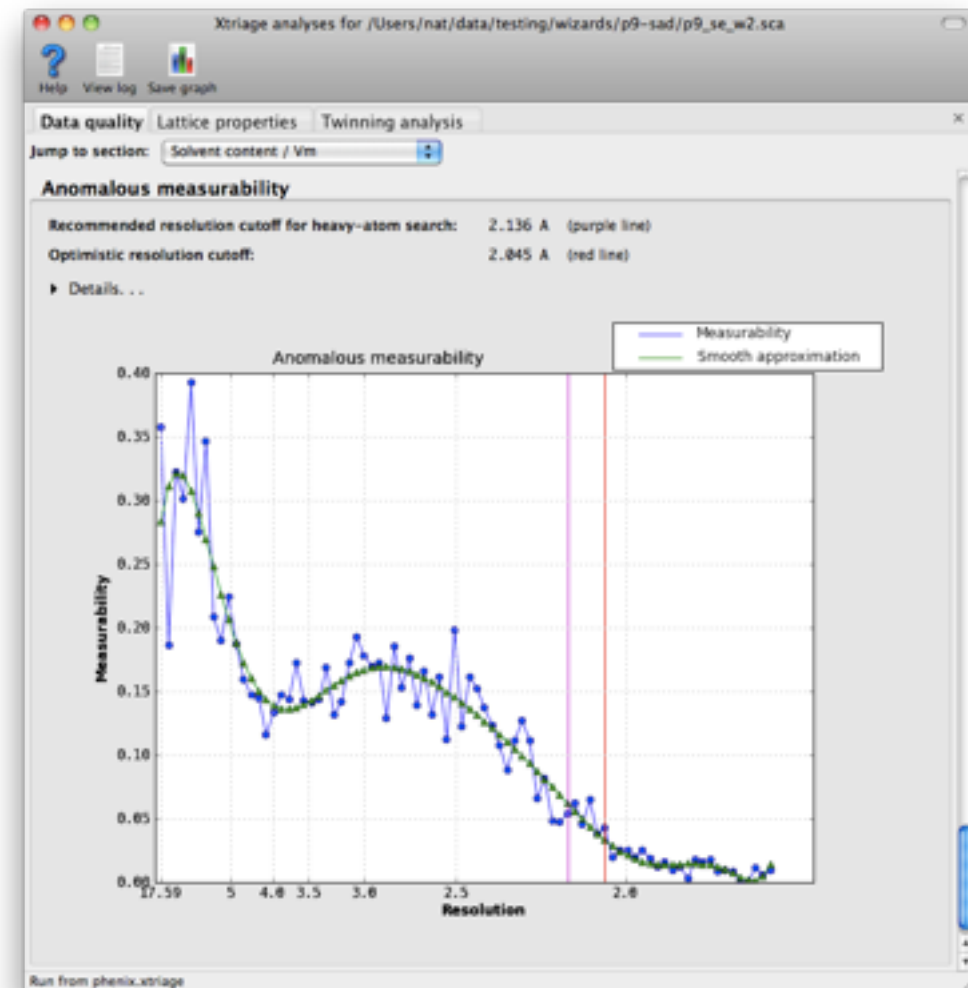 Xtriage analyses for /Users/nat/data/testing/wizards/p9-sad/p9_se_w2.sca
Help View log Save graph
Data quality Lattice properties Twinning analysis
Jump to section: Solvent content / Vm
Anomalous measurability
Recommended resolution cutoff for heavy-atom search: 2.136 A (purple line)
Optimistic resolution cutoff: 2.045 A (red line)
Details...
Measurability
Smooth approximation
Anomalous measurability
0.40
0.35
0.30
0.25
0.20
0.15
0.10
0.05
0.00
Measurability
17.59 5 4.0 3.5 3.0 2.5 2.0
Resolution
Run from phenix.xtriage